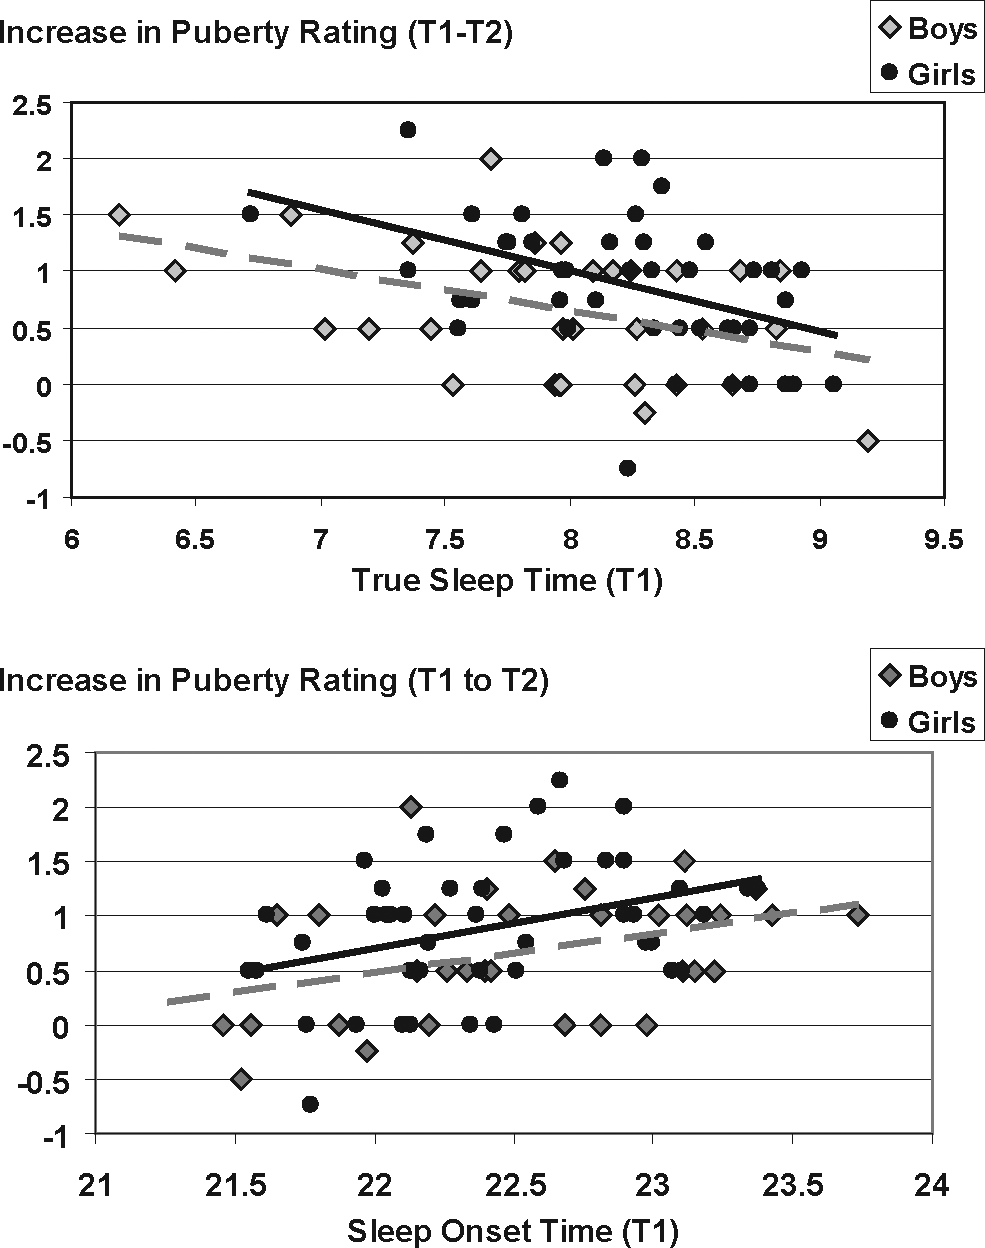 Increase in Puberty Rating (T1-T2)
Boys
Girls
2.5
2
1.5
1
0.5
0
-0.5
-1
6 6.5 7 7.5 8 8.5 9 9.5
True Sleep Time (T1)
Increase in Puberty Rating (T1 to T2)
Boys
Girls
2.5
2
1.5
1
0.5
0
-0.5
-1
21 21.5 22 22.5 23 23.5 24
Sleep Onset Time (T1)